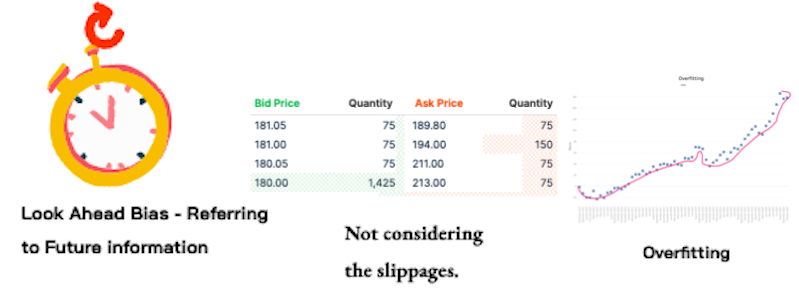 Overfitting
Bid Price Quantity Ask Price Quantity
181.05 75 189.80 75
181.00 75 194.00 150
180.05 75 211.00 75
180.00 1,425 213.00 75
Look Ahead Bias - Referring
to Future information
Not considering
the slippages.
Overfitting